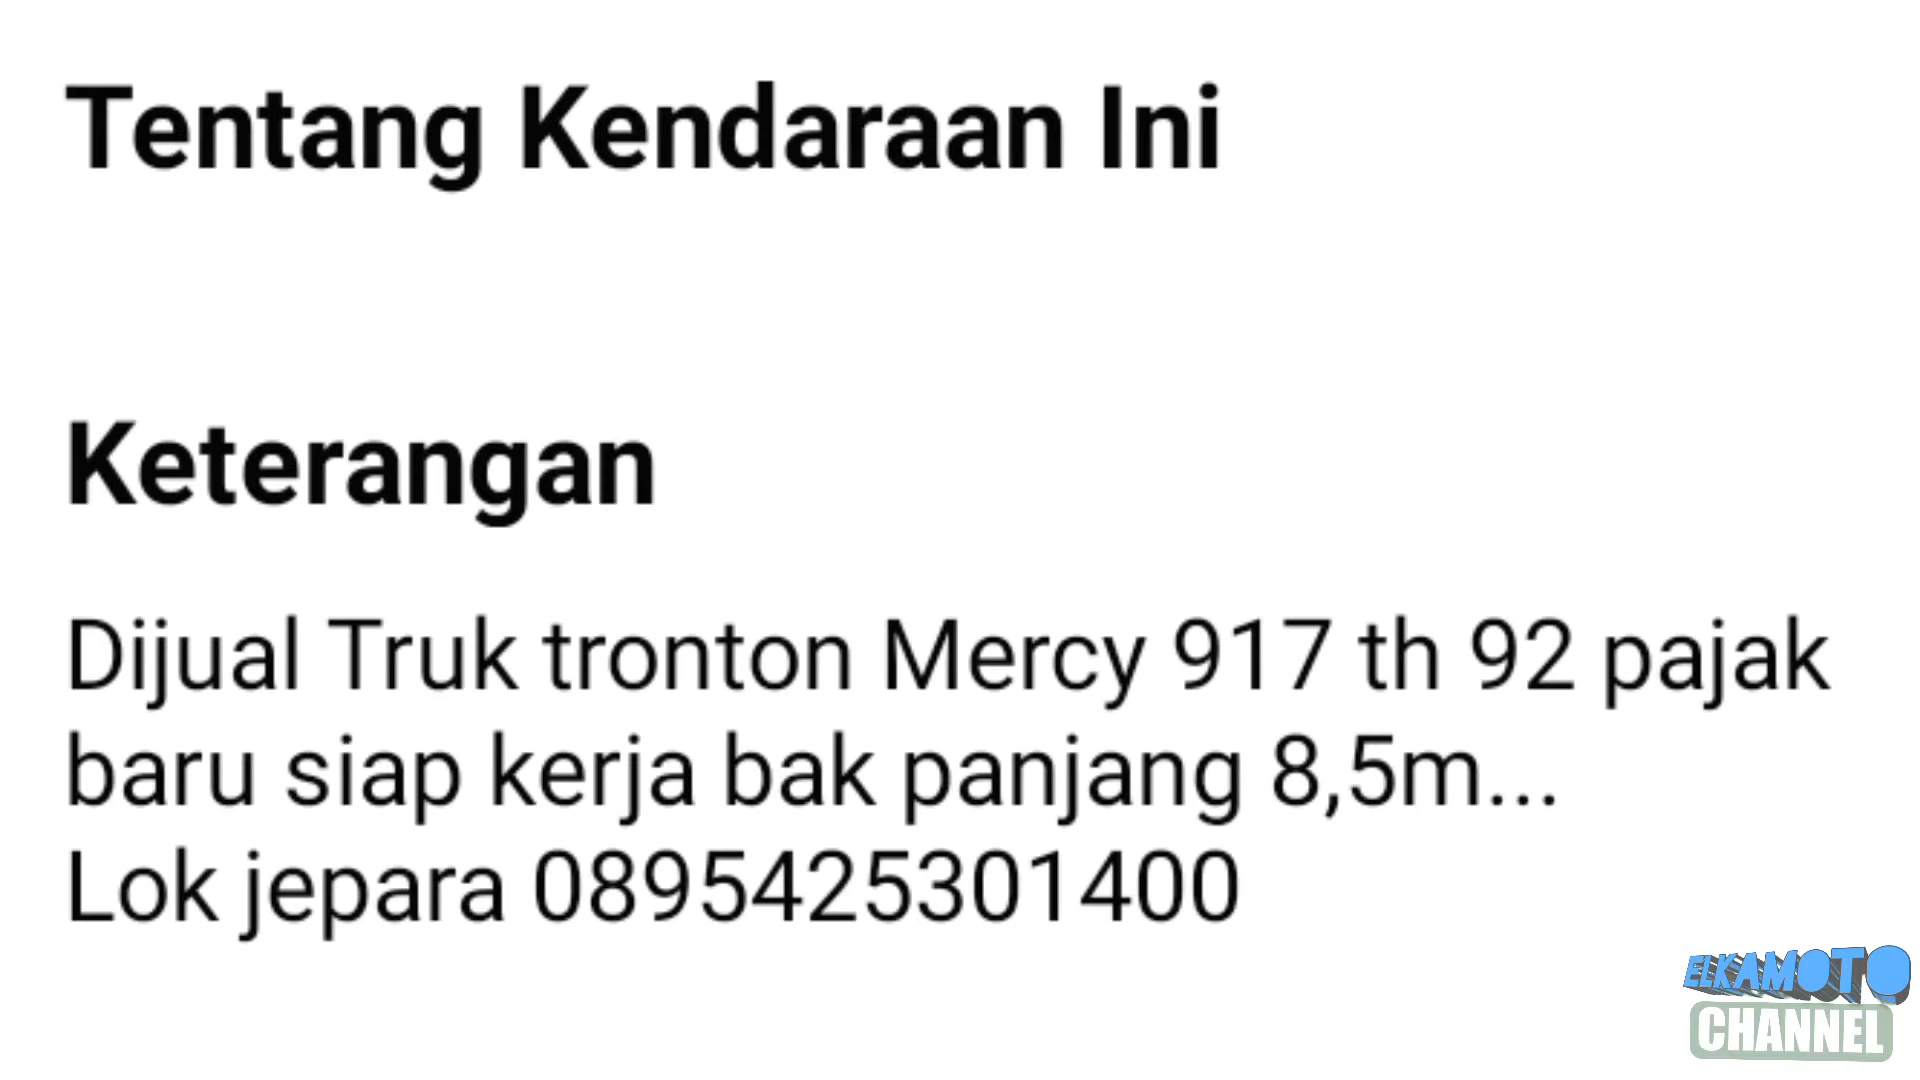 Tentang Kendaraan Ini
Keterangan
Dijual Truk tronton Mercy 917 th 92 pajak
baru siap kerja bak panjang 8,5m...
Lok jepara 0895425301400
ELKAMOTO
CHANNEL